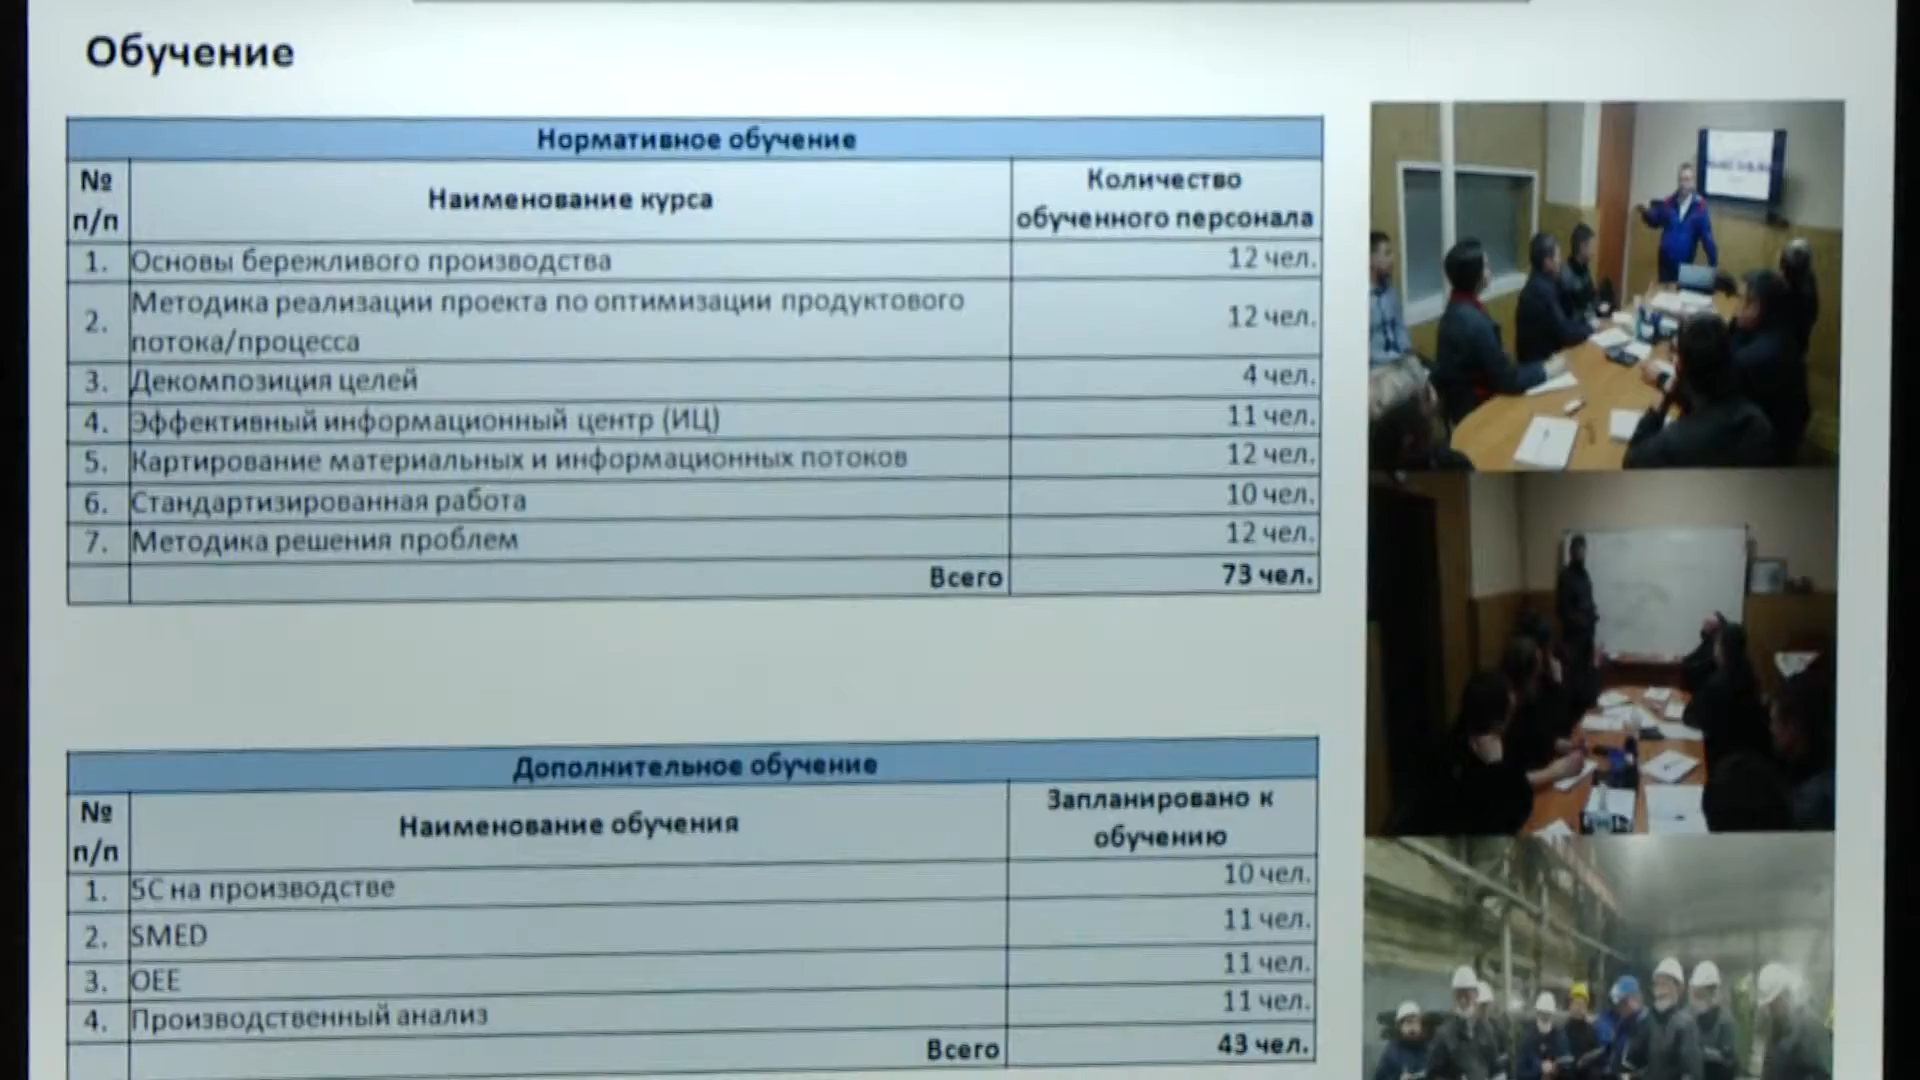 Обучение
Нормативное обучение
№ п/п
Наименование курса
Количество обученного персонала
1. Основы бережливого производства 12 чел.
2. Методика реализации проекта по оптимизации продуктового
потока/процесса 12 чел.
3. Декомпозиция целей 4 чел.
4. Эффективный информационный центр (ИЦ) 11 чел.
5. Картирование материальных и информационных потоков 12 чел.
6. Стандартизированная работа 10 чел.
7. Методика решения проблем 12 чел.
Всего 73 чел.
Дополнительное обучение
№ п/п
Наименование обучения
Запланировано к обучению
1. 5С на производстве 10 чел.
2. SMED 11 чел.
3. OEE 11 чел.
4. Производственный анализ 11 чел.
Всего 43 чел.